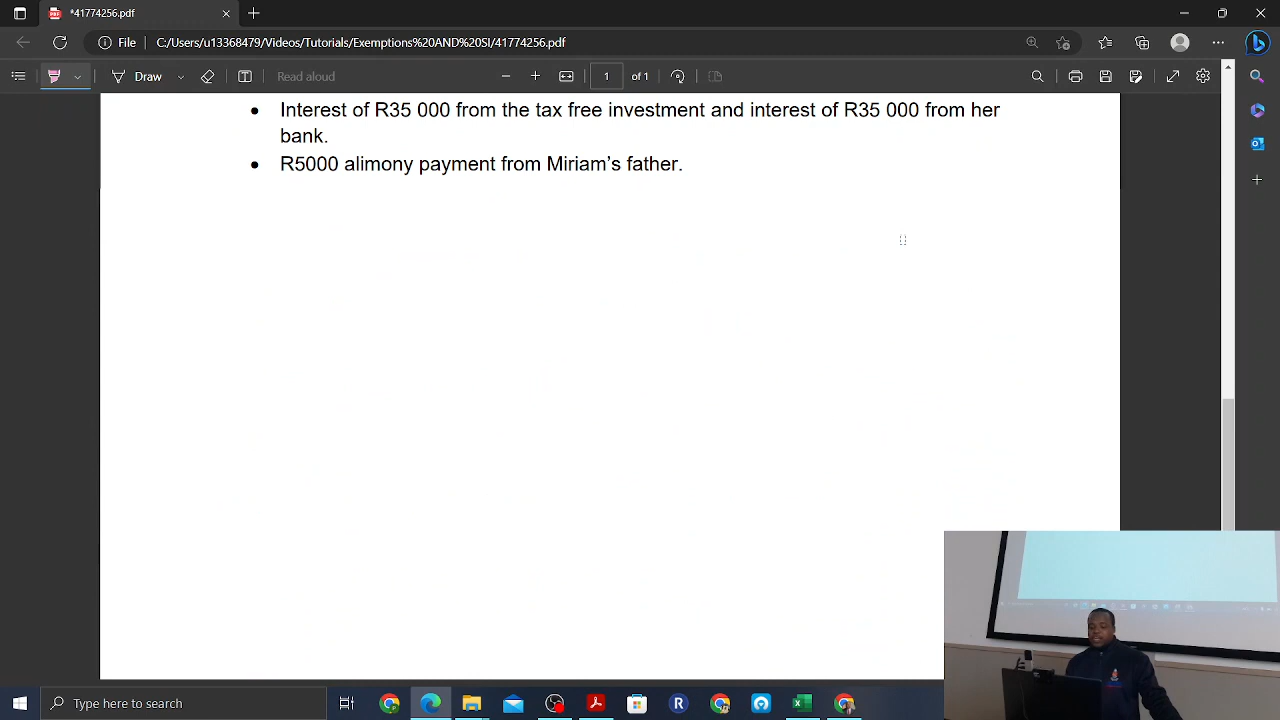 *41774256.pdf
File C:/Users/u13368479/Videos/Tutorials/Exemptions%20AND%20SI/41774256.pdf
Draw Read aloud 1 of 1
• Interest of R35 000 from the tax free investment and interest of R35 000 from her
bank.
• R5000 alimony payment from Miriam’s father.
Type here to search